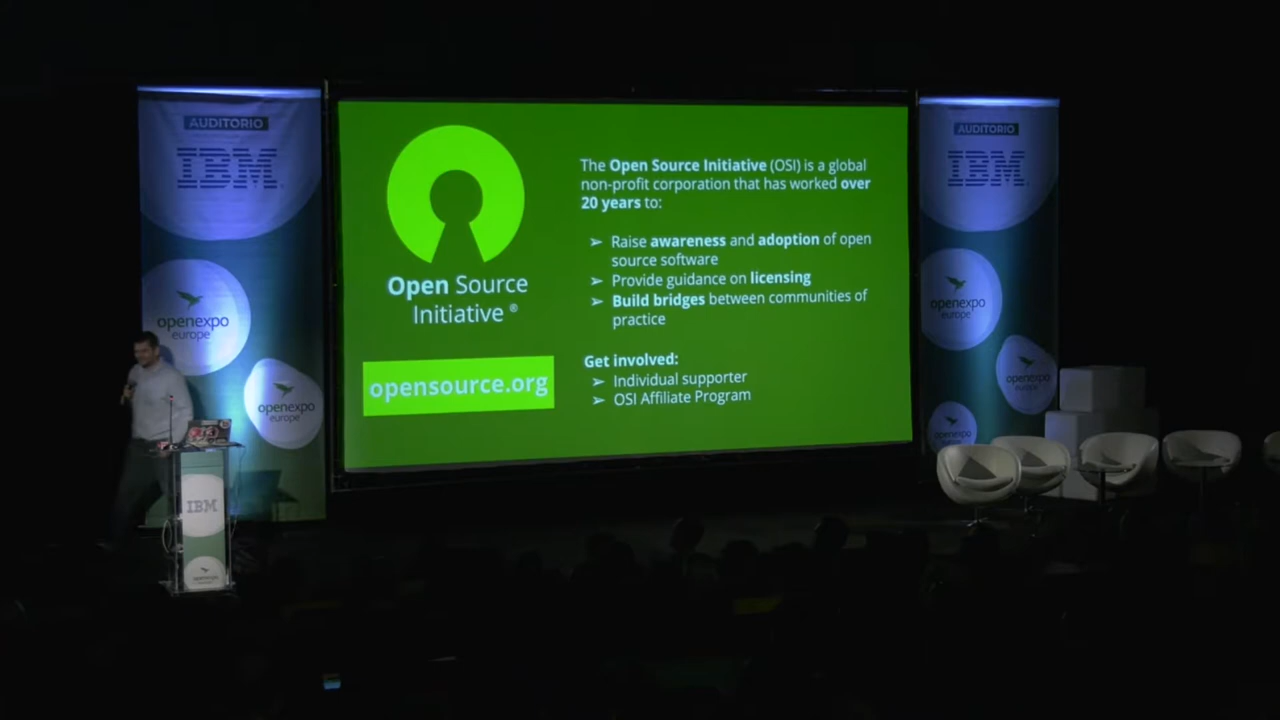 AUDITORIO
IBM
openexpo
europe
openexpo
europe
IBM
Open Source
Initiative ®
opensource.org
The Open Source Initiative (OSI) is a global
non-profit corporation that has worked over
20 years to:
➢ Raise awareness and adoption of open
source software
➢ Provide guidance on licensing
➢ Build bridges between communities of
practice
Get involved:
➢ Individual supporter
➢ OSI Affiliate Program
AUDITORIO
IBM
openexpo
europe
openexpo
europe
openexpo